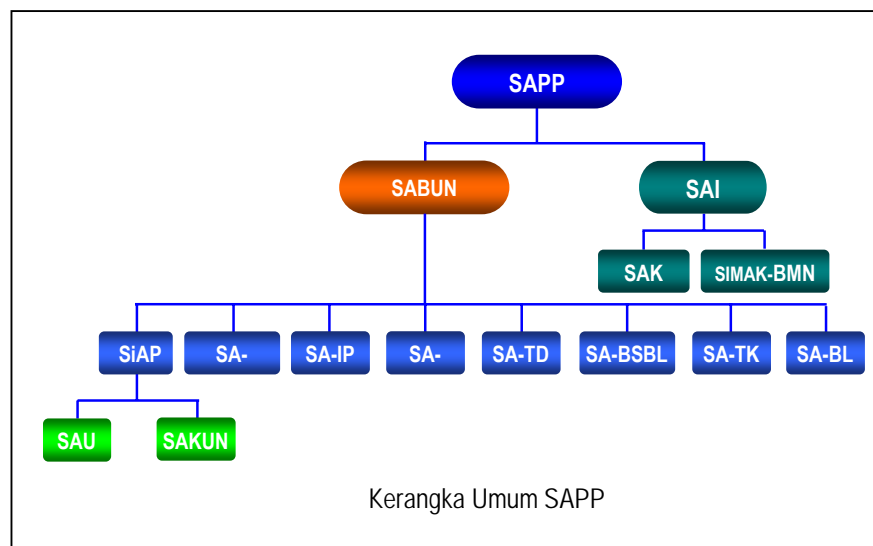 SAPP
SABUN
SAI
SAK
SIMAK-BMN
SiAP
SA-
SA-IP
SA-
SA-TD
SA-BSBL
SA-TK
SA-BL
SAU
SAKUN
Kerangka Umum SAPP